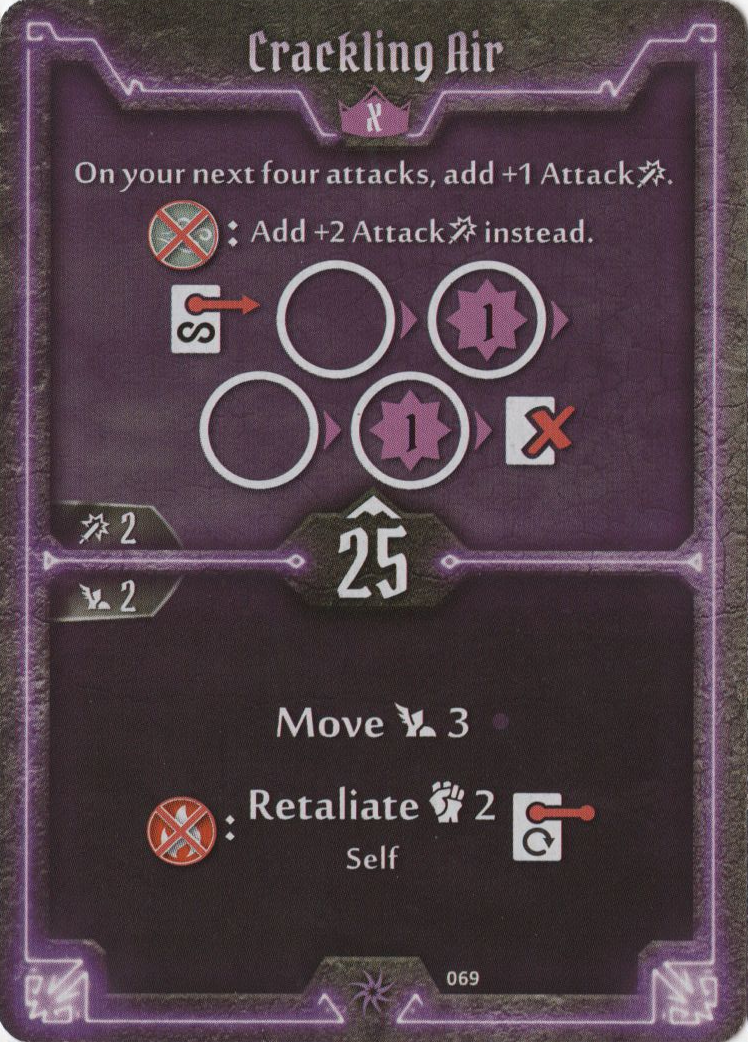 Crackling Air
X
On your next four attacks, add +1 Attack.
: Add +2 Attack instead.
S
1
1
2
25
2
Move 3
: Retaliate 2
Self
069